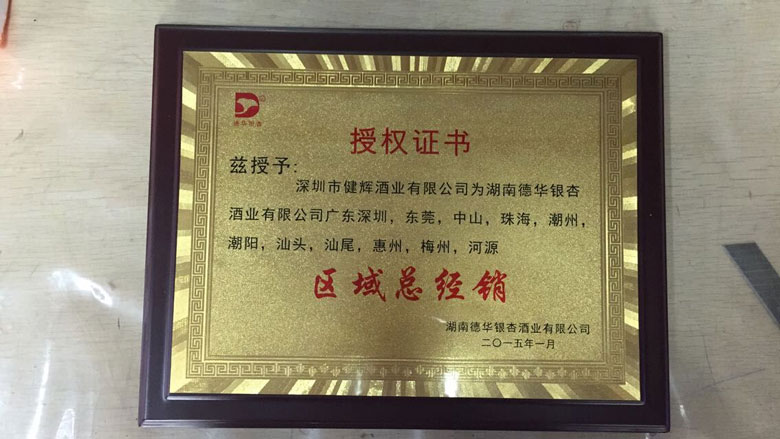 德华银杏
授权证书
兹授予：
深圳市健辉酒业有限公司为湖南德华银杏
酒业有限公司广东深圳，东莞，中山，珠海，潮州，
潮阳，汕头，汕尾，惠州，梅州，河源
区域总经销
湖南德华银杏酒业有限公司
二〇一五年一月